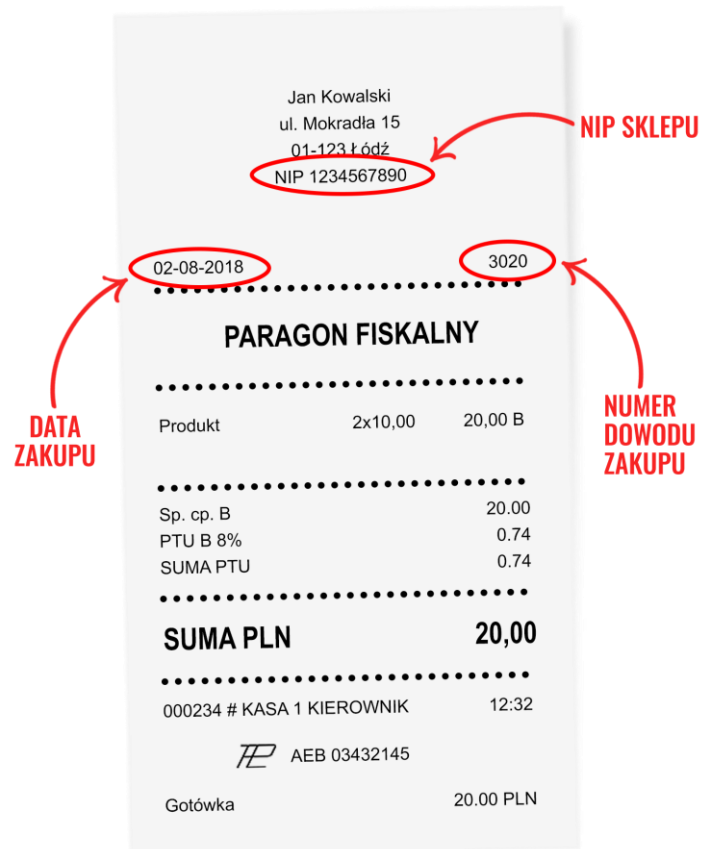 Jan Kowalski
ul. Mokradła 15
01-123 Łódź
NIP 1234567890
NIP SKLEPU
02-08-2018 3020
PARAGON FISKALNY
DATA
ZAKUPU
NUMER
DOWODU
ZAKUPU
Produkt 2x10,00 20,00 B
Sp. cp. B 20.00
PTU B 8% 0.74
SUMA PTU 0.74
SUMA PLN 20,00
000234 # KASA 1 KIEROWNIK 12:32
AEB 03432145
Gotówka 20.00 PLN